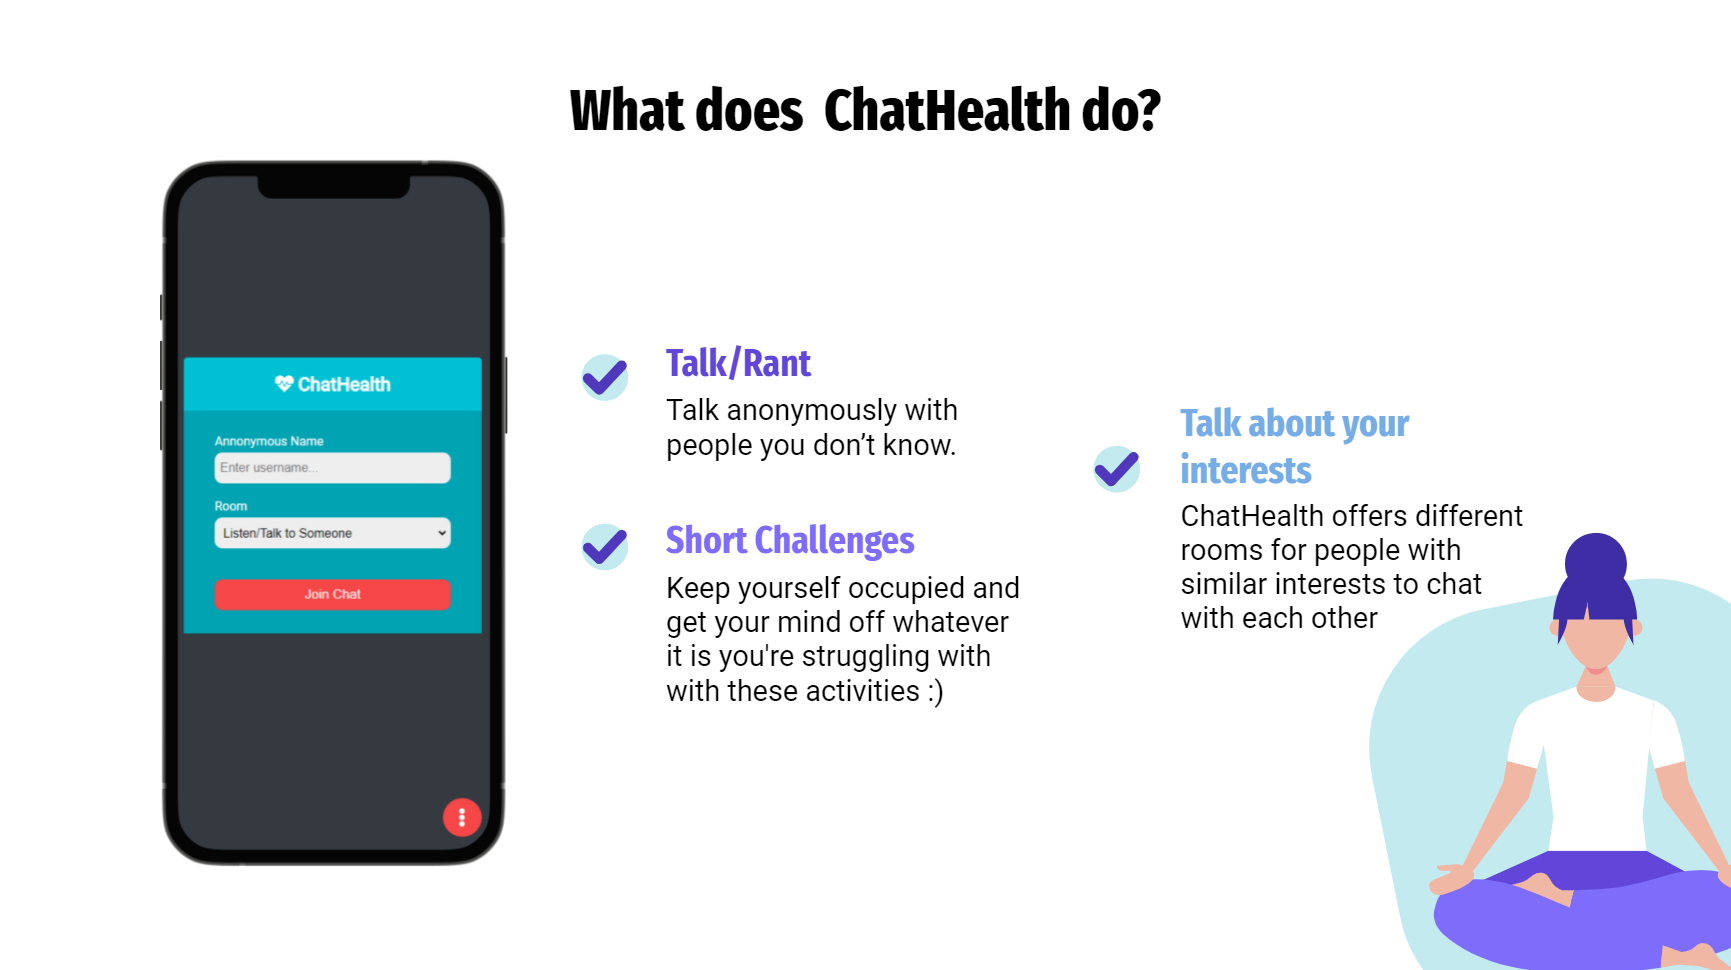 What does  ChatHealth do?
ChatHealth
Annonymous Name
Enter username...
Room
Listen/Talk to Someone
Join Chat
Talk/Rant
Talk anonymously with
people you don’t know.
Short Challenges
Keep yourself occupied and
get your mind off whatever
it is you're struggling with
with these activities :)
Talk about your
interests
ChatHealth offers different
rooms for people with
similar interests to chat
with each other